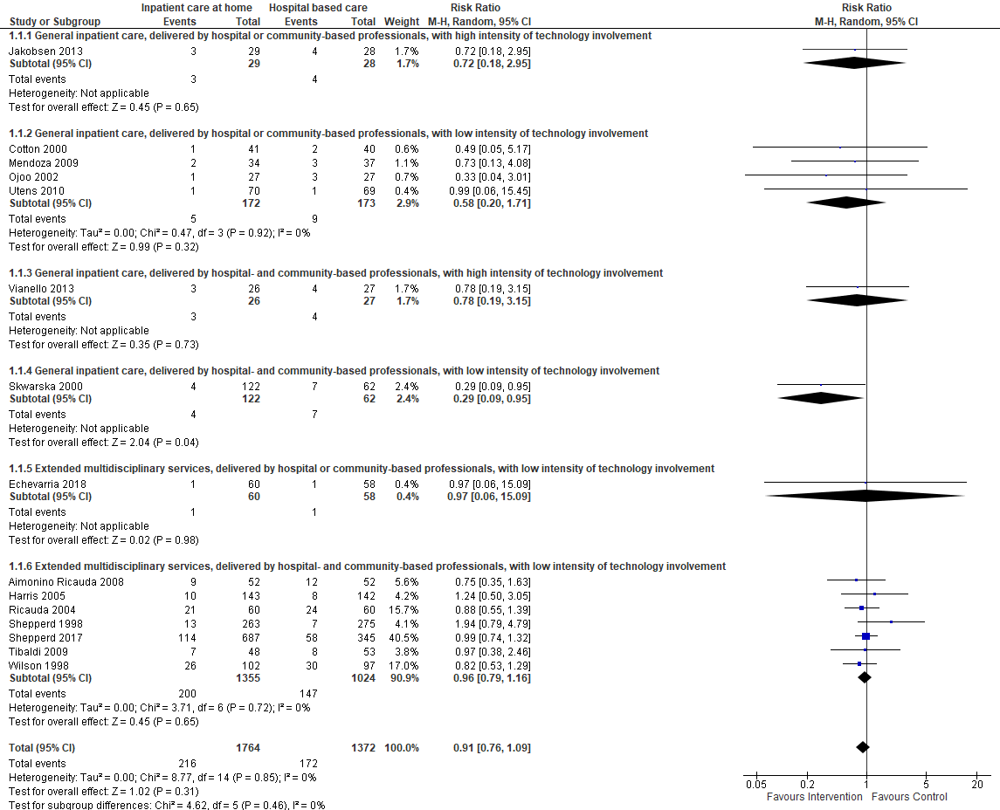 Inpatient care at home Hospital based care Risk Ratio Risk Ratio
Study or Subgroup Events Total Events Total Weight M-H, Random, 95% CI M-H, Random, 95% CI
1.1.1 General inpatient care, delivered by hospital or community-based professionals, with high intensity of technology involvement
Jakobsen 2013 3 29 4 28 1.7% 0.72 [0.18, 2.95]
Subtotal (95% CI) 29 28 1.7% 0.72 [0.18, 2.95]
Total events 3 4
Heterogeneity: Not applicable
Test for overall effect: Z = 0.45 (P = 0.65)
1.1.2 General inpatient care, delivered by hospital or community-based professionals, with low intensity of technology involvement
Cotton 2000 1 41 2 40 0.6% 0.49 [0.05, 5.17]
Mendoza 2009 2 34 3 37 1.1% 0.73 [0.13, 4.08]
Ojoo 2002 1 27 3 27 0.7% 0.33 [0.04, 3.01]
Utens 2010 1 70 1 69 0.4% 0.99 [0.06, 15.45]
Subtotal (95% CI) 172 173 2.9% 0.58 [0.20, 1.71]
Total events 5 9
Heterogeneity: Tau² = 0.00; Chi² = 0.47, df = 3 (P = 0.92); I² = 0%
Test for overall effect: Z = 0.99 (P = 0.32)
1.1.3 General inpatient care, delivered by hospital- and community-based professionals, with high intensity of technology involvement
Vianello 2013 3 26 4 27 1.7% 0.78 [0.19, 3.15]
Subtotal (95% CI) 26 27 1.7% 0.78 [0.19, 3.15]
Total events 3 4
Heterogeneity: Not applicable
Test for overall effect: Z = 0.35 (P = 0.73)
1.1.4 General inpatient care, delivered by hospital- and community-based professionals, with low intensity of technology involvement
Skwarska 2000 4 122 7 62 2.4% 0.29 [0.09, 0.95]
Subtotal (95% CI) 122 62 2.4% 0.29 [0.09, 0.95]
Total events 4 7
Heterogeneity: Not applicable
Test for overall effect: Z = 2.04 (P = 0.04)
1.1.5 Extended multidisciplinary services, delivered by hospital or community-based professionals, with low intensity of technology involvement
Echevarria 2018 1 60 1 58 0.4% 0.97 [0.06, 15.09]
Subtotal (95% CI) 60 58 0.4% 0.97 [0.06, 15.09]
Total events 1 1
Heterogeneity: Not applicable
Test for overall effect: Z = 0.02 (P = 0.98)
1.1.6 Extended multidisciplinary services, delivered by hospital- and community-based professionals, with low intensity of technology involvement
Aimonino Ricauda 2008 9 52 12 52 5.6% 0.75 [0.35, 1.63]
Harris 2005 10 143 8 142 4.2% 1.24 [0.50, 3.05]
Ricauda 2004 21 60 24 60 15.7% 0.88 [0.55, 1.39]
Shepperd 1998 13 263 7 275 4.1% 1.94 [0.79, 4.79]
Shepperd 2017 114 687 58 345 40.5% 0.99 [0.74, 1.32]
Tibaldi 2009 7 48 8 53 3.8% 0.97 [0.38, 2.46]
Wilson 1998 26 102 30 97 17.0% 0.82 [0.53, 1.29]
Subtotal (95% CI) 1355 1024 90.9% 0.96 [0.79, 1.16]
Total events 200 147
Heterogeneity: Tau² = 0.00; Chi² = 3.71, df = 6 (P = 0.72); I² = 0%
Test for overall effect: Z = 0.45 (P = 0.65)
Total (95% CI) 1764 1372 100.0% 0.91 [0.76, 1.09]
Total events 216 172
Heterogeneity: Tau² = 0.00; Chi² = 8.77, df = 14 (P = 0.85); I² = 0%
Test for overall effect: Z = 1.02 (P = 0.31)
Test for subgroup differences: Chi² = 4.62, df = 5 (P = 0.46), I² = 0%
0.05 0.2 1 5 20
Favours Intervention Favours Control